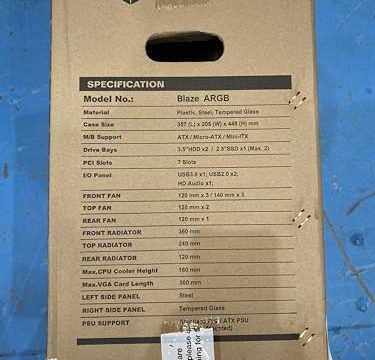 SPECIFICATION
Model No.: Blaze ARGB
Material Plastic, Steel, Tempered Glass
Case Size 357 (L) x 205 (W) x 448 (H) mm
M/B Support ATX / Micro-ATX / Mini-ITX
Drive Bays 3.5"HDD x2 / 2.5"SSD x1 (Max. 2)
PCI Slots 7 Slots
I/O Panel USB3.0 x1; USB2.0 x2;
HD Audio x1;
FRONT FAN 120 mm x 3 / 140 mm x 3
TOP FAN 120 mm x 2
REAR FAN 120 mm x 1
FRONT RADIATOR 360 mm
TOP RADIATOR 240 mm
REAR RADIATOR 120 mm
Max.CPU Cooler Height 160 mm
Max.VGA Card Length 300 mm
LEFT SIDE PANEL Steel
RIGHT SIDE PANEL Tempered Glass
PSU SUPPORT Standard ATX PSU
please